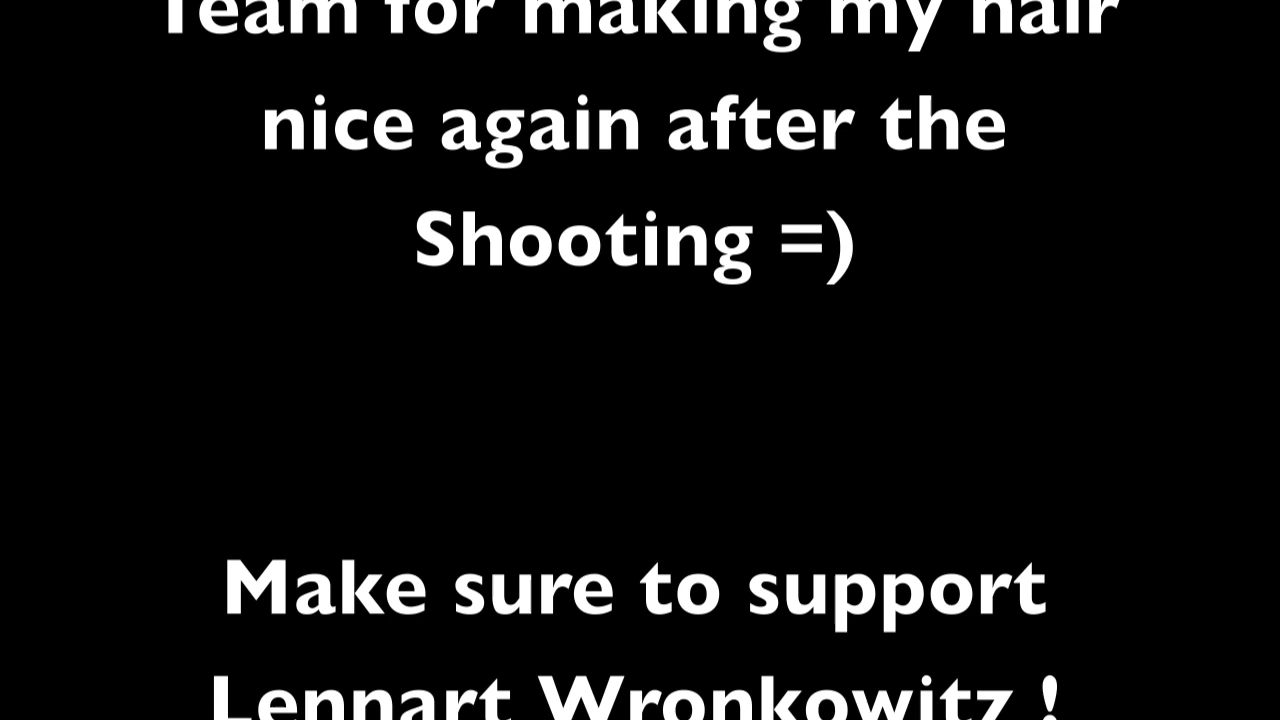 Team for making my hair
nice again after the
Shooting =)
Make sure to support
Lennart Wronkowitz !